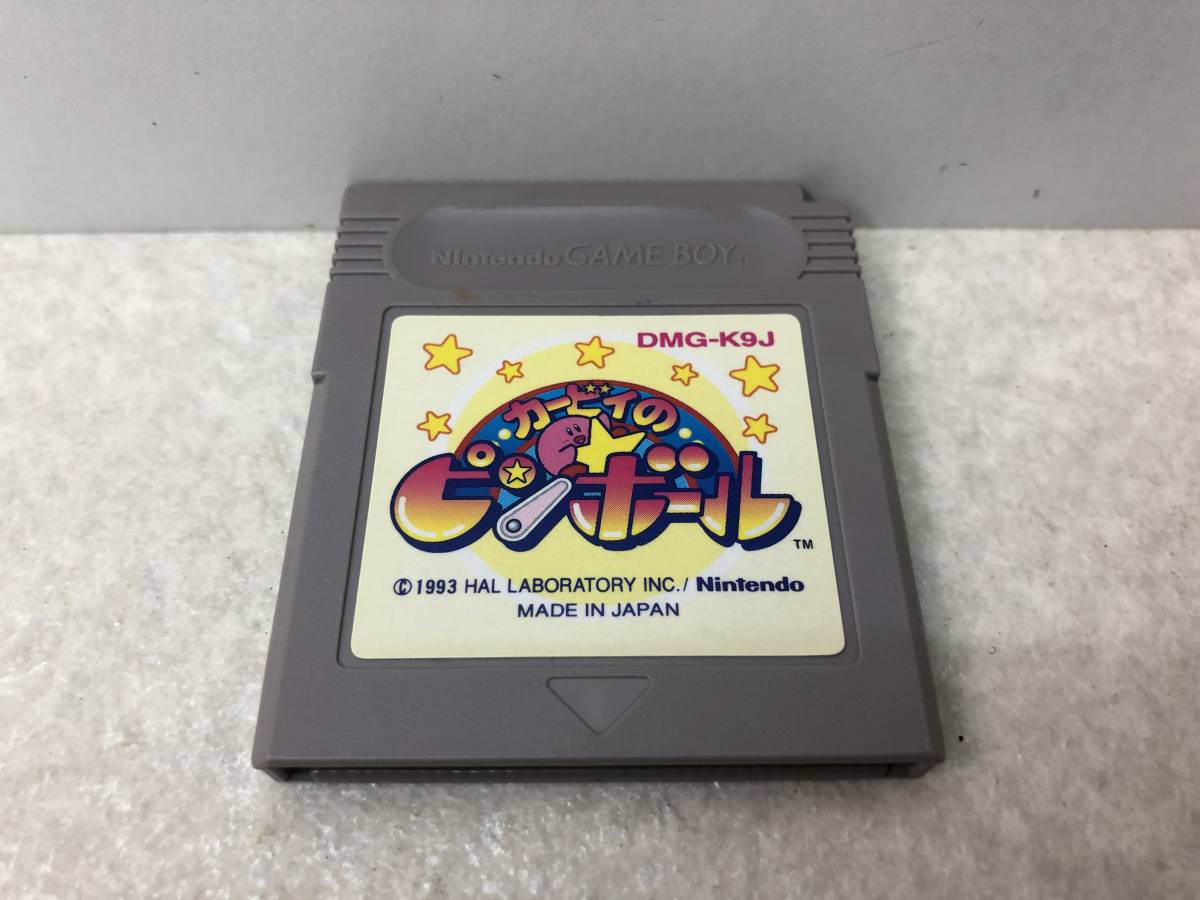 Nintendo GAME BOY
DMG-K9J
カービィの
ピンボール
TM
© 1993 HAL LABORATORY INC./ Nintendo
MADE IN JAPAN